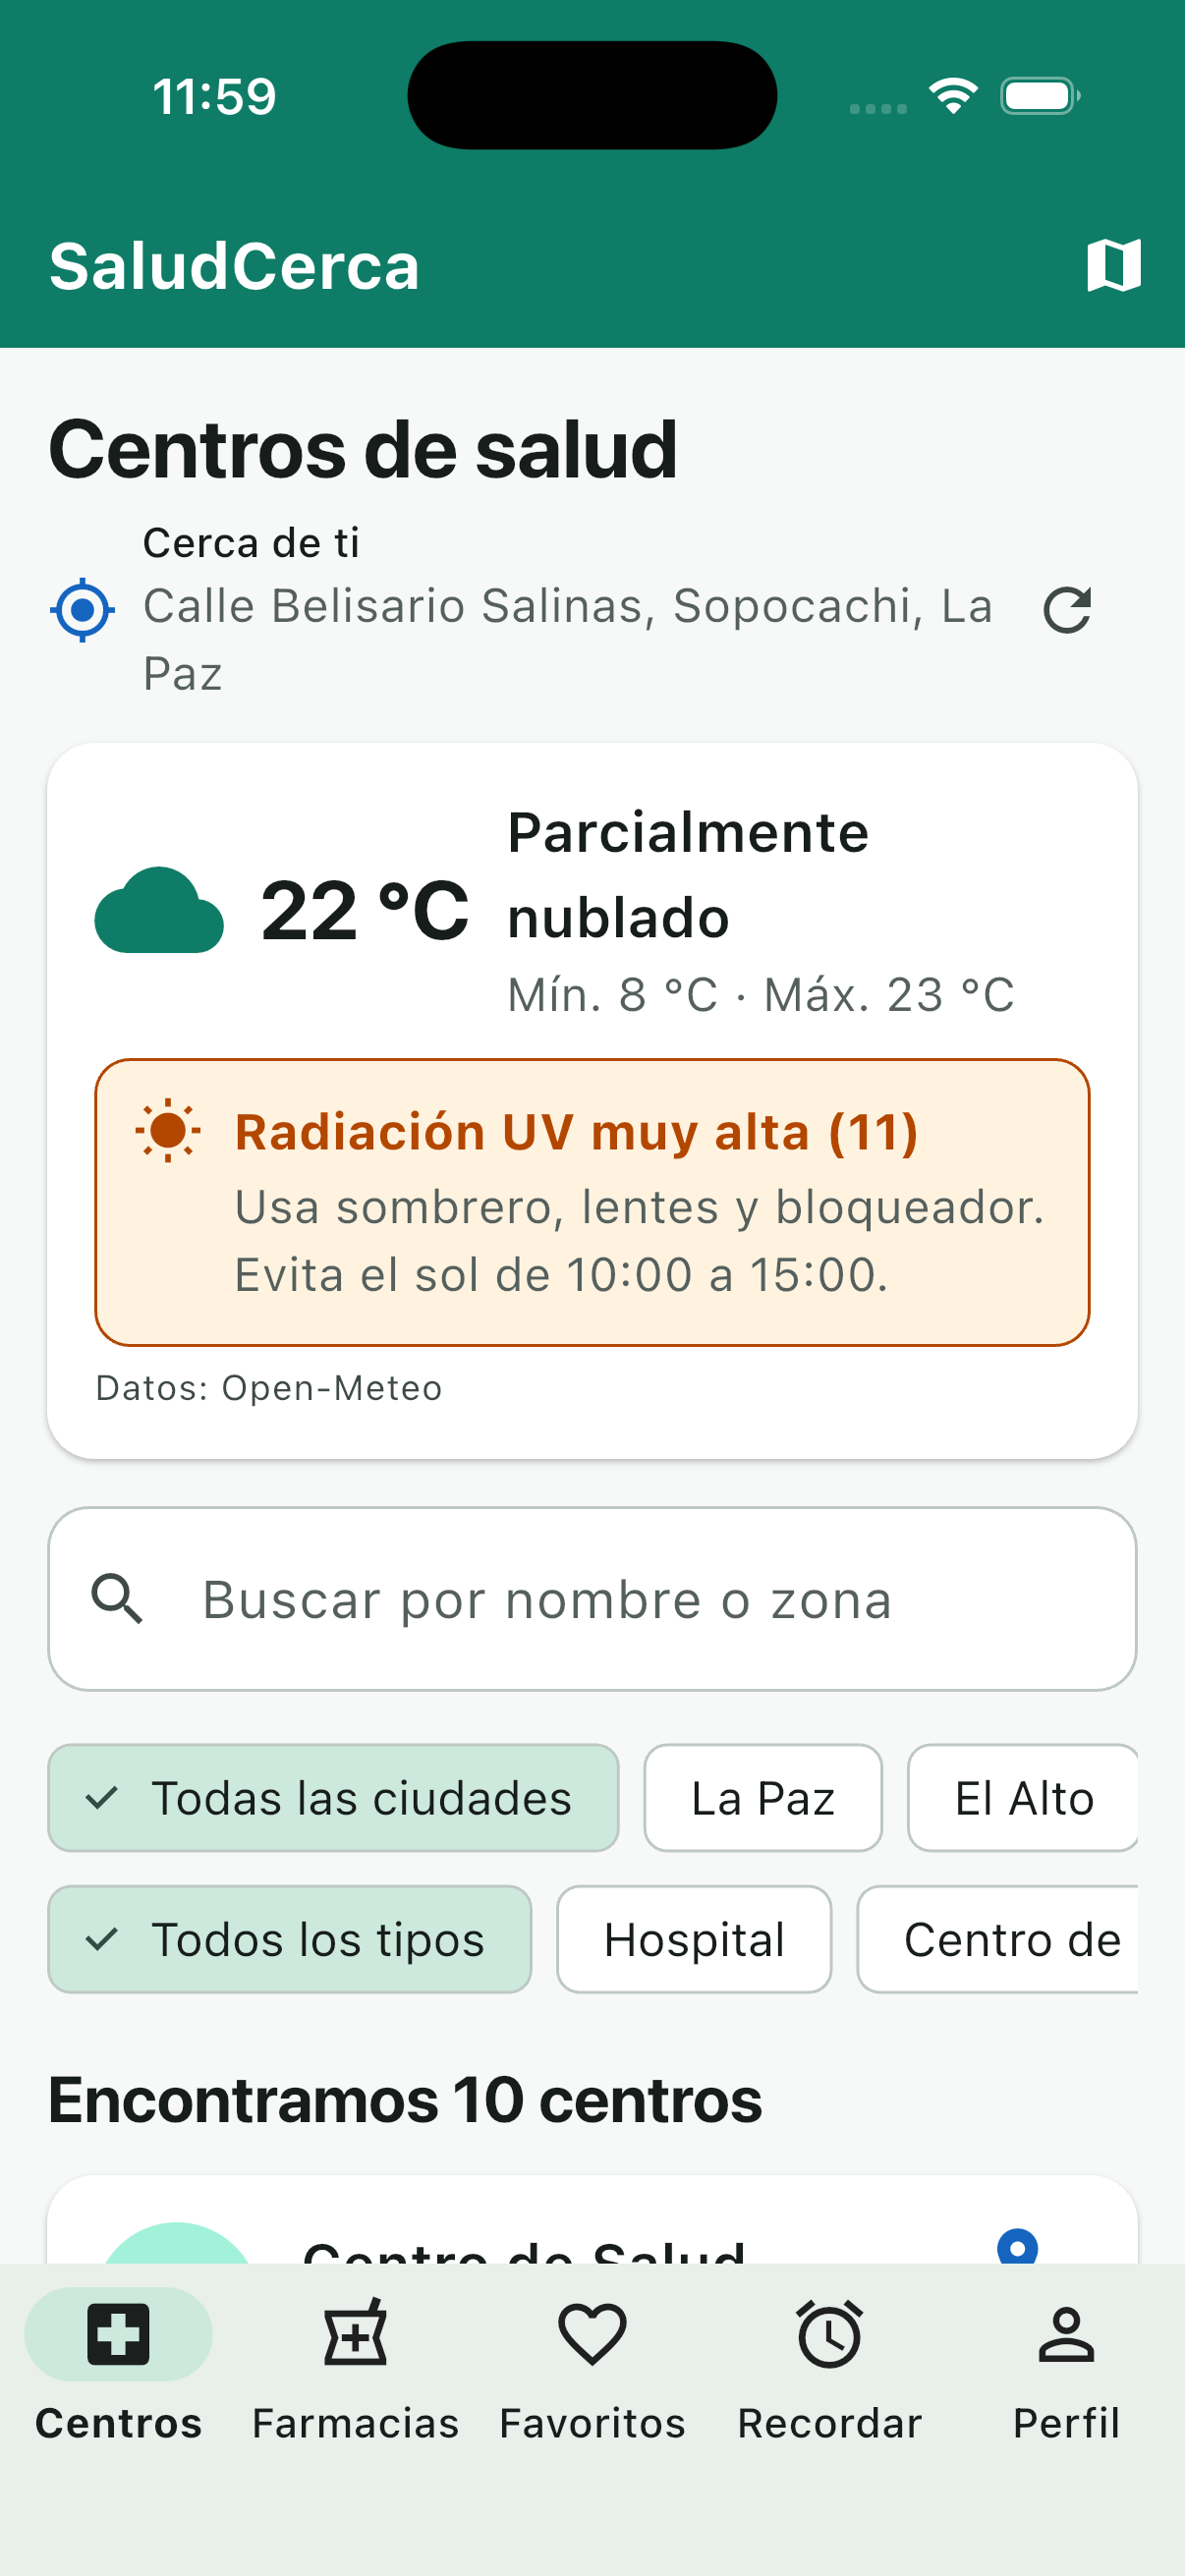 11:59
SaludCerca
Centros de salud
Cerca de ti
Calle Belisario Salinas, Sopocachi, La
Paz
22 °C
Parcialmente
nublado
Mín. 8 °C · Máx. 23 °C
Radiación UV muy alta (11)
Usa sombrero, lentes y bloqueador.
Evita el sol de 10:00 a 15:00.
Datos: Open-Meteo
Buscar por nombre o zona
Todas las ciudades La Paz El Alto
Todos los tipos Hospital Centro de
Encontramos 10 centros
Centro de Salud
Centros Farmacias Favoritos Recordar Perfil